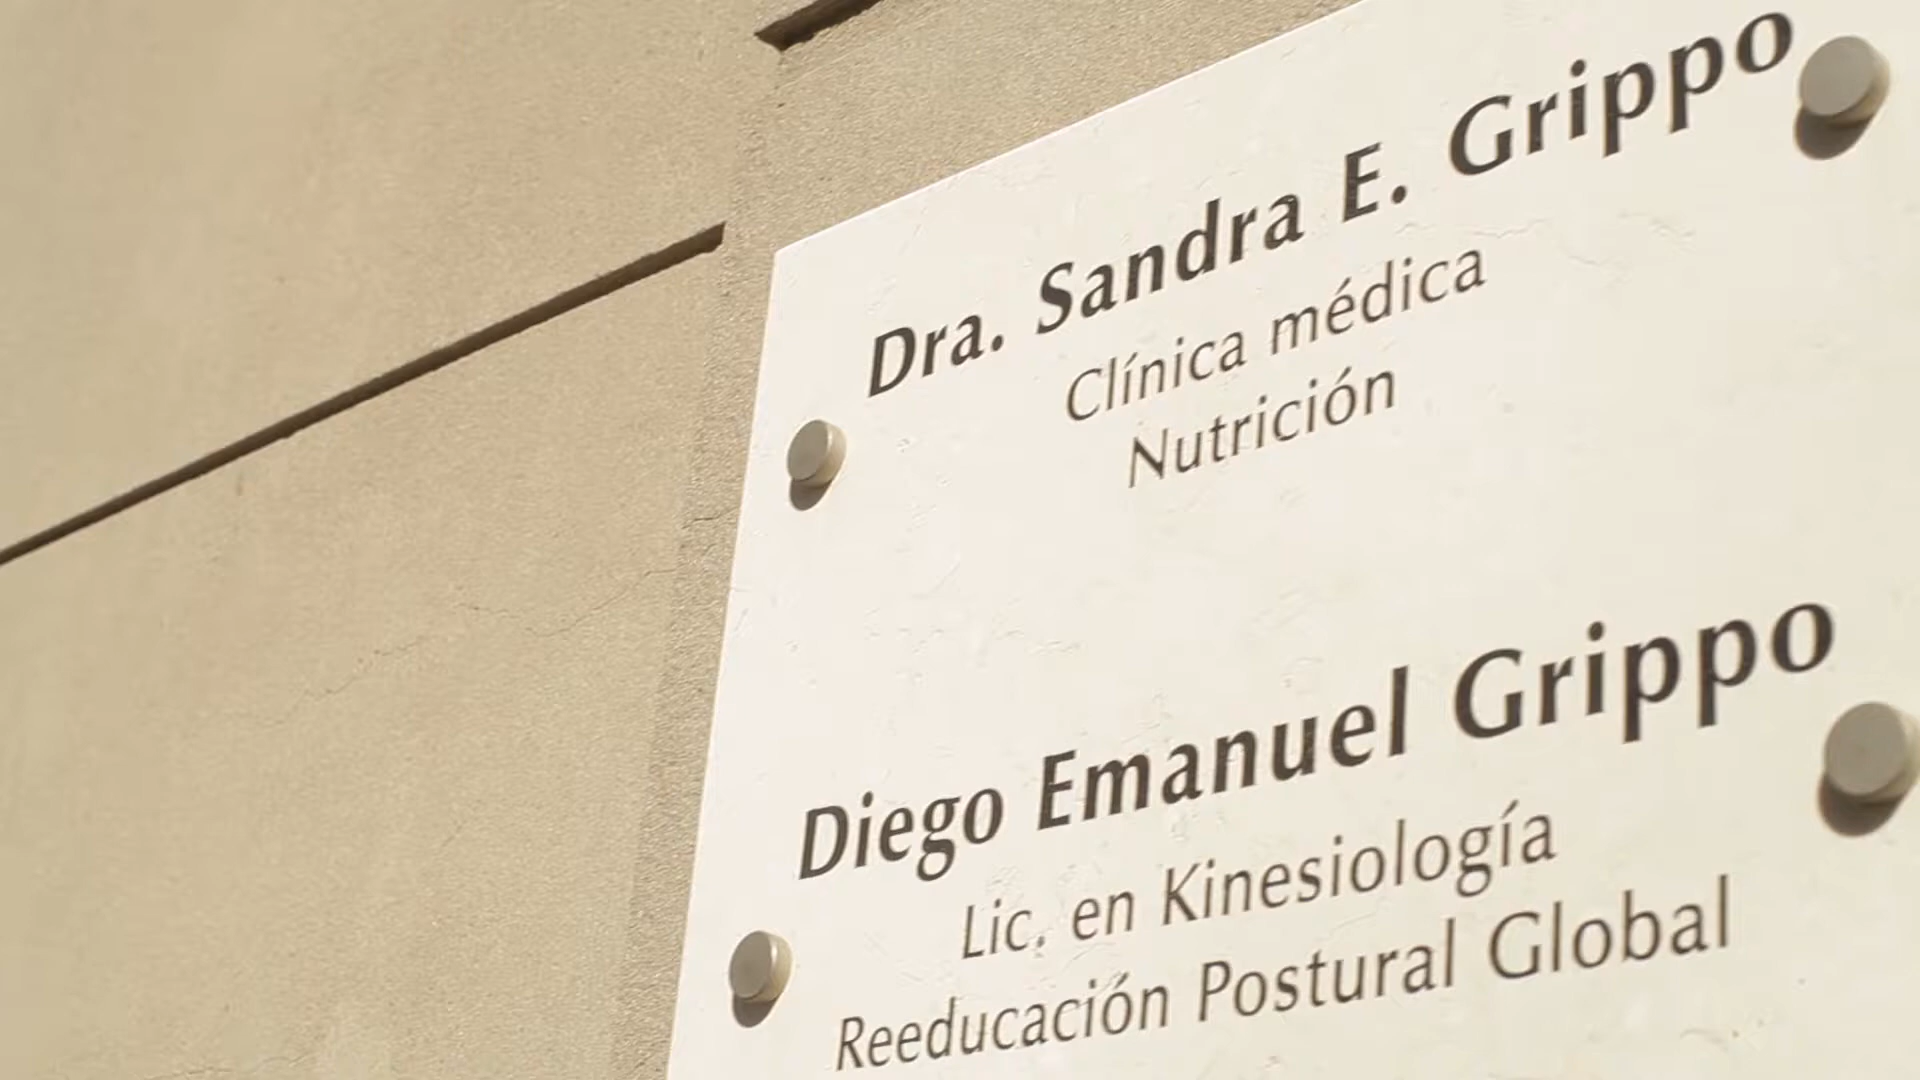 Dra. Sandra E. Grippo
Clínica médica
Nutrición
Diego Emanuel Grippo
Lic. en Kinesiología
Reeducación Postural Global